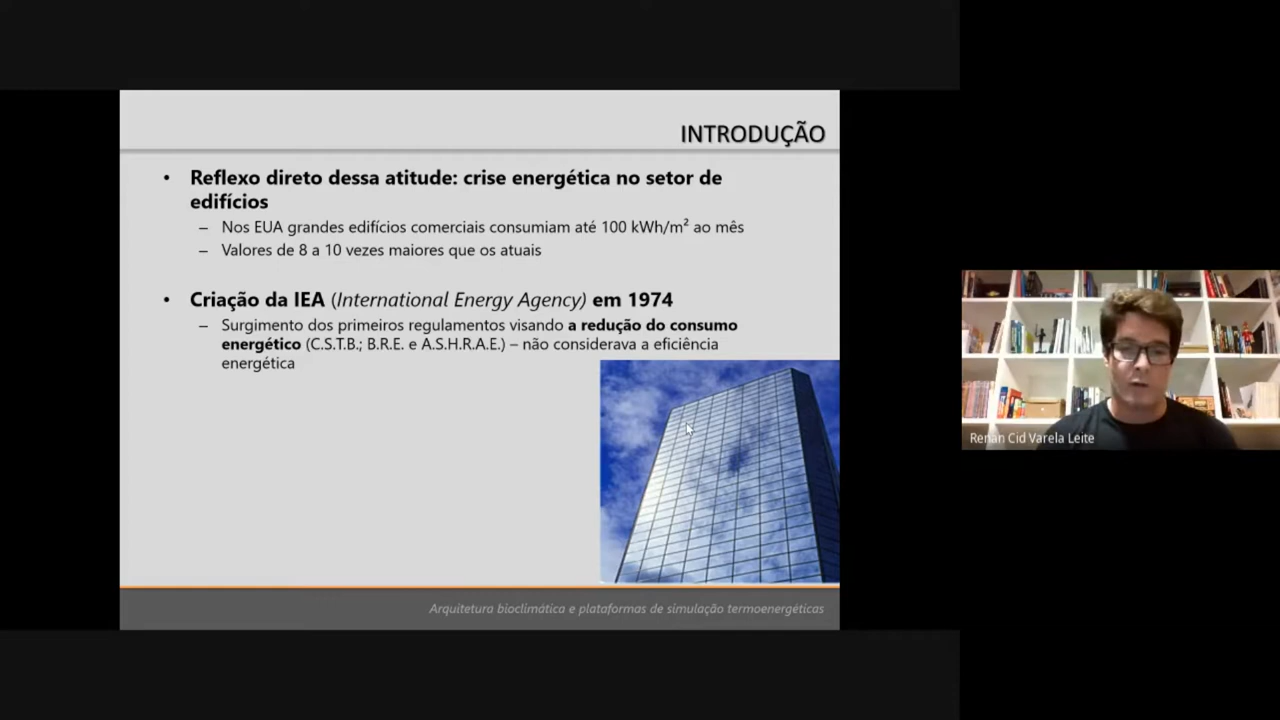 INTRODUÇÃO
• Reflexo direto dessa atitude: crise energética no setor de
edifícios
– Nos EUA grandes edifícios comerciais consumiam até 100 kWh/m² ao mês
– Valores de 8 a 10 vezes maiores que os atuais
• Criação da IEA (International Energy Agency) em 1974
– Surgimento dos primeiros regulamentos visando a redução do consumo
energético (C.S.T.B.; B.R.E. e A.S.H.R.A.E.) – não considerava a eficiência
energética
Arquitetura bioclimática e plataformas de simulação termoenergéticas
Renan Cid Varela Leite